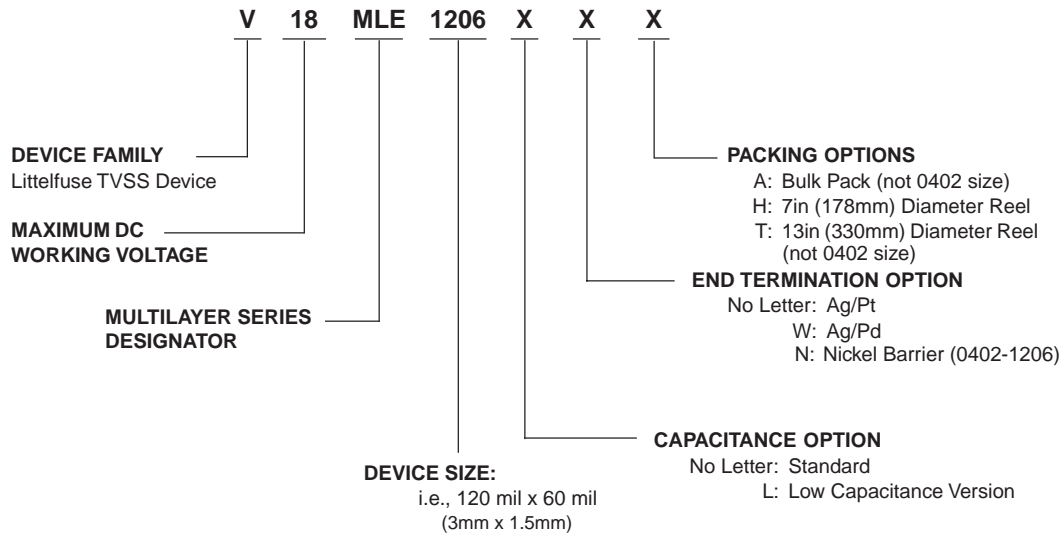 V 18 MLE 1206 X X X
DEVICE FAMILY
Littelfuse TVSS Device
MAXIMUM DC
WORKING VOLTAGE
MULTILAYER SERIES
DESIGNATOR
DEVICE SIZE:
i.e., 120 mil x 60 mil
(3mm x 1.5mm)
PACKING OPTIONS
A: Bulk Pack (not 0402 size)
H: 7in (178mm) Diameter Reel
T: 13in (330mm) Diameter Reel
(not 0402 size)
END TERMINATION OPTION
No Letter: Ag/Pt
W: Ag/Pd
N: Nickel Barrier (0402-1206)
CAPACITANCE OPTION
No Letter: Standard
L: Low Capacitance Version